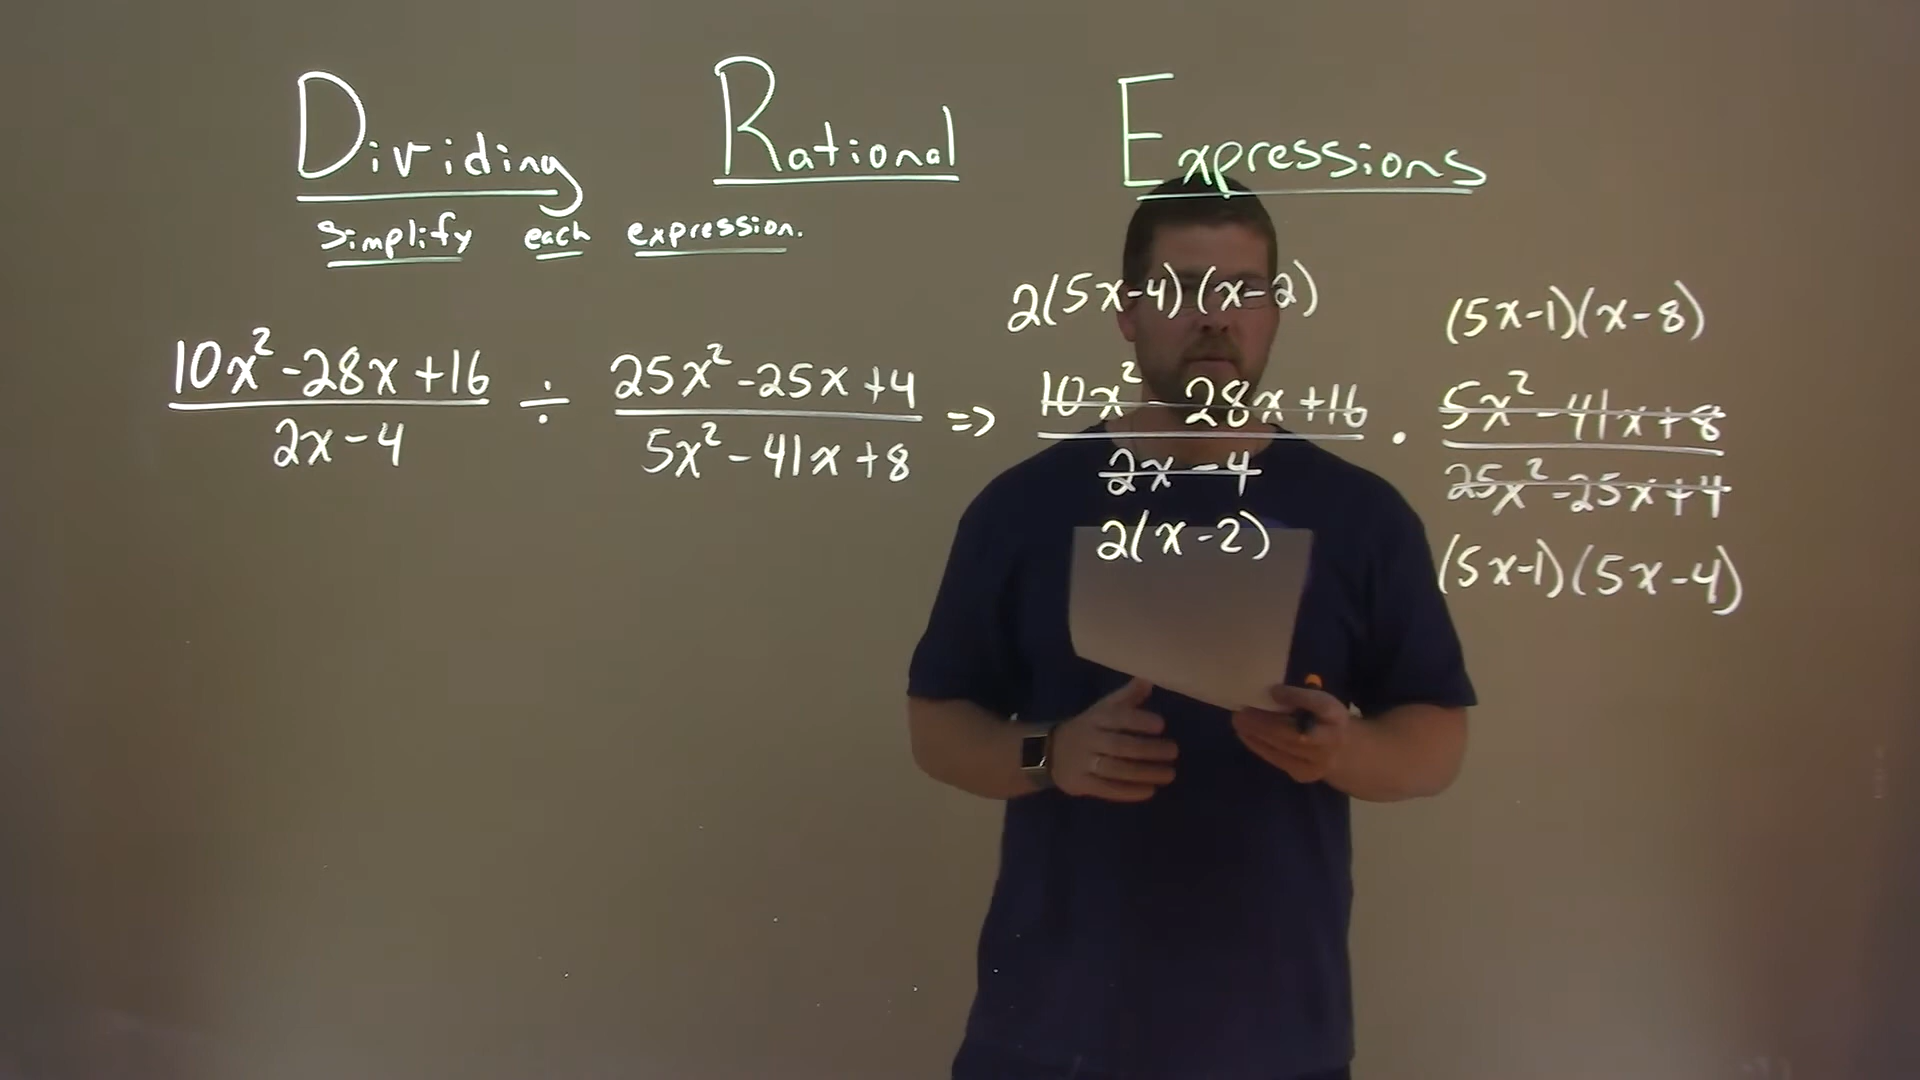 Dividing Rational Expressions
Simplify each expression.
2(5x-4)(x-2) (5x-1)(x-8)
10x²-28x+16 ÷ 25x²-25x+4 => 10x²-28x+16 · 5x²-41x+8
2x-4 5x²-41x+8 2x-4 25x²-25x+4
2(x-2) (5x-1)(5x-4)